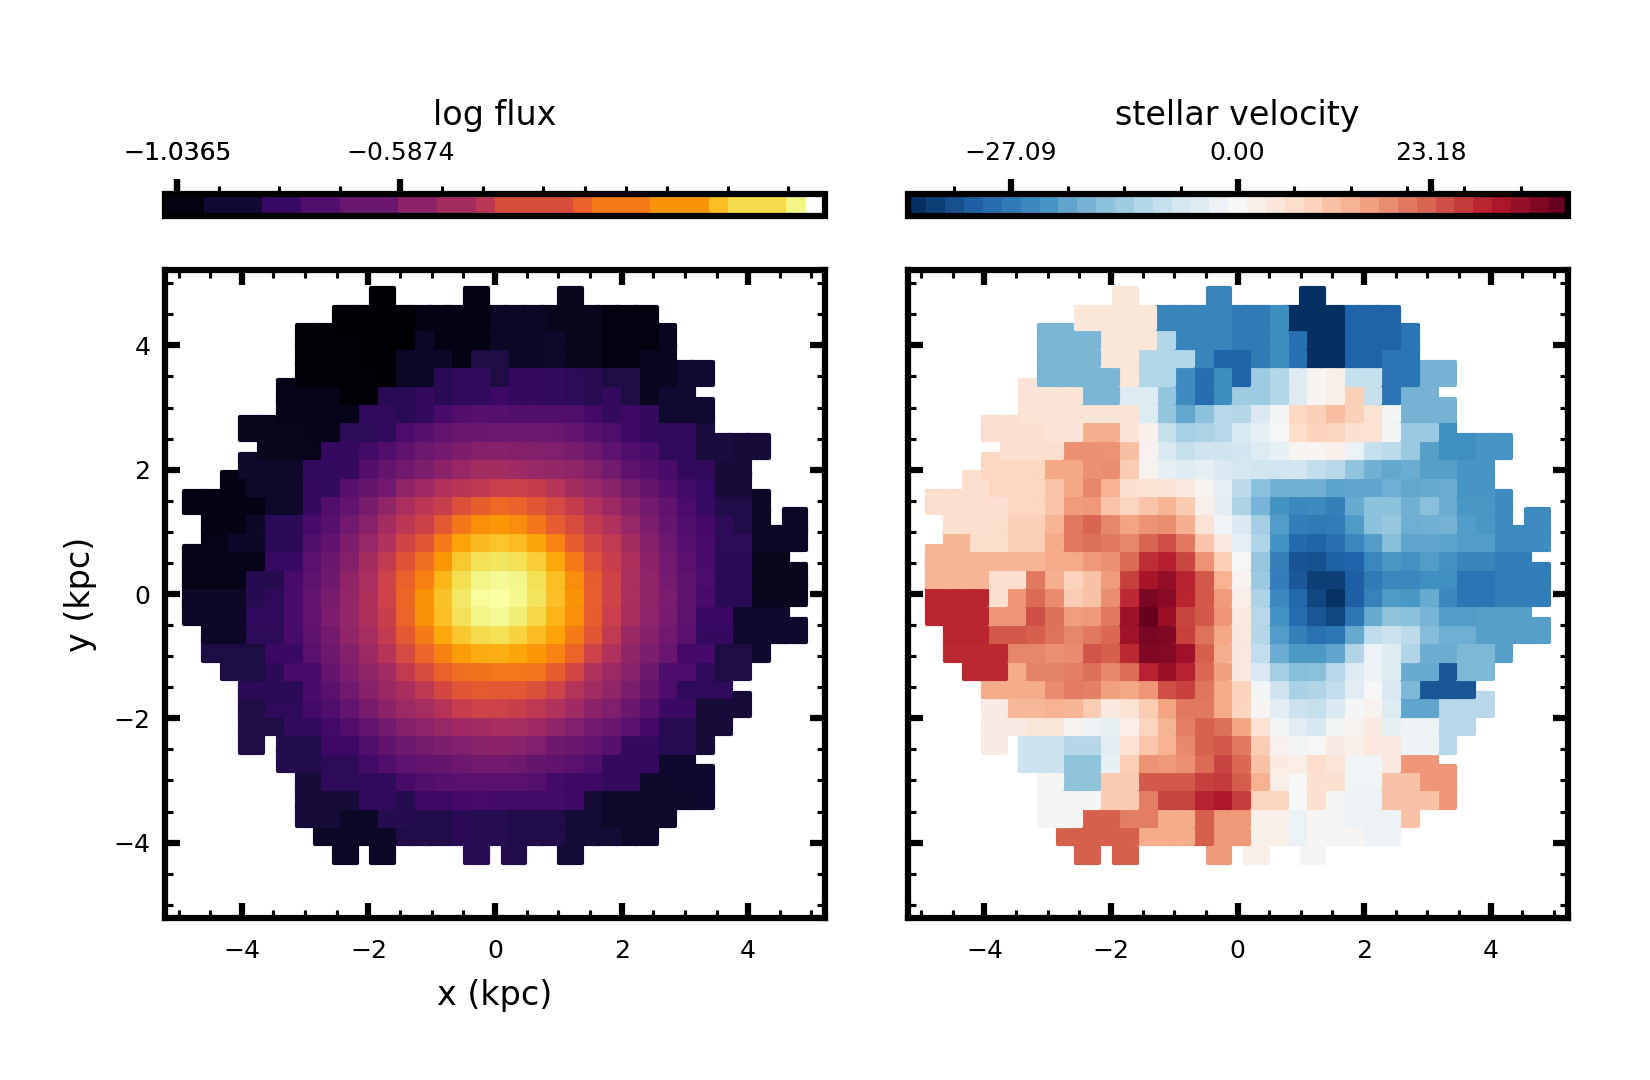 log flux
stellar velocity
−1.0365 −0.5874
−27.09 0.00 23.18
4
2
0
−2
−4
y (kpc)
−4 −2 0 2 4
−4 −2 0 2 4
x (kpc)